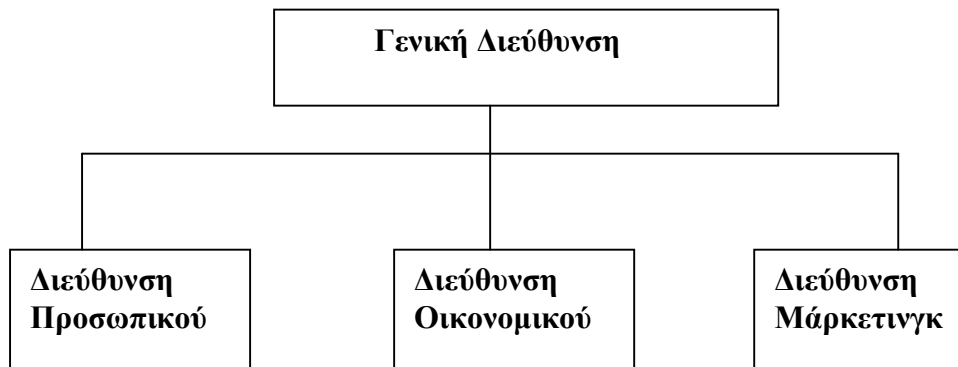 Γενική Διεύθυνση
Διεύθυνση
Προσωπικού
Διεύθυνση
Οικονομικού
Διεύθυνση
Μάρκετινγκ